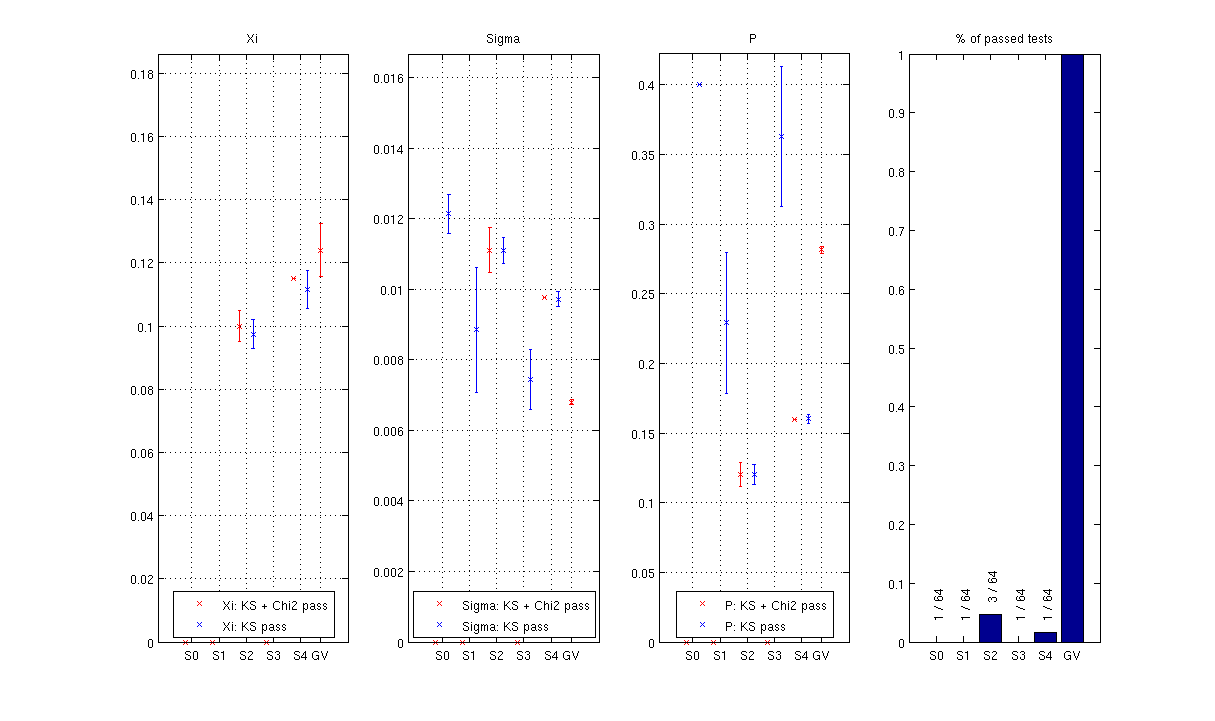 Xi
0.18
0.16
0.14
0.12
0.1
0.08
0.06
0.04
0.02
0
Xi: KS + Chi2 pass
Xi: KS pass
S0 S1 S2 S3 S4 GV
Sigma
0.016
0.014
0.012
0.01
0.008
0.006
0.004
0.002
0
Sigma: KS + Chi2 pass
Sigma: KS pass
S0 S1 S2 S3 S4 GV
P
0.4
0.35
0.3
0.25
0.2
0.15
0.1
0.05
0
P: KS + Chi2 pass
P: KS pass
S0 S1 S2 S3 S4 GV
% of passed tests
1
0.9
0.8
0.7
0.6
0.5
0.4
0.3
0.2
0.1
0
1 / 64
1 / 64
3 / 64
1 / 64
1 / 64
S0 S1 S2 S3 S4 GV